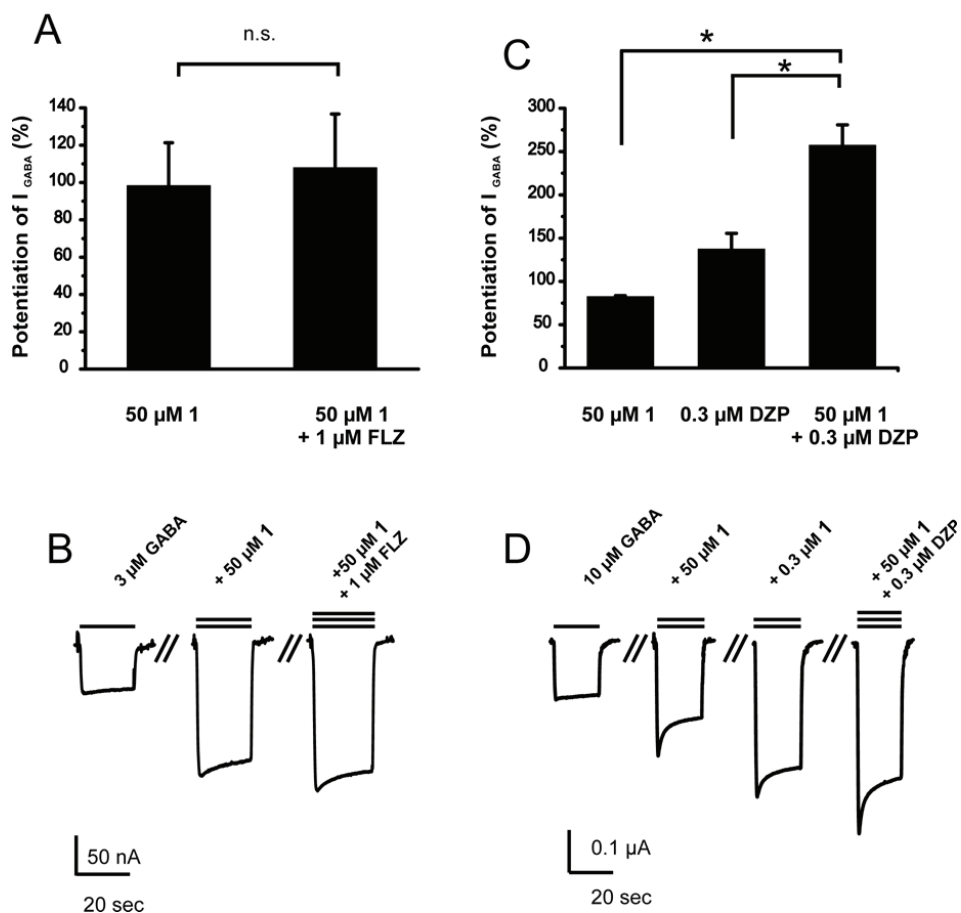 A
n.s.
Potentiation of I GABA (%)
140
120
100
80
60
40
20
0
50 µM 1
50 µM 1
+ 1 µM FLZ
C
*
*
Potentiation of I GABA (%)
300
250
200
150
100
50
0
50 µM 1
0.3 µM DZP
50 µM 1
+ 0.3 µM DZP
B
3 µM GABA
+ 50 µM 1
+50 µM 1
+ 1 µM FLZ
50 nA
20 sec
D
10 µM GABA
+ 50 µM 1
+ 0.3 µM 1
+ 50 µM 1
+ 0.3 µM DZP
0.1 µA
20 sec